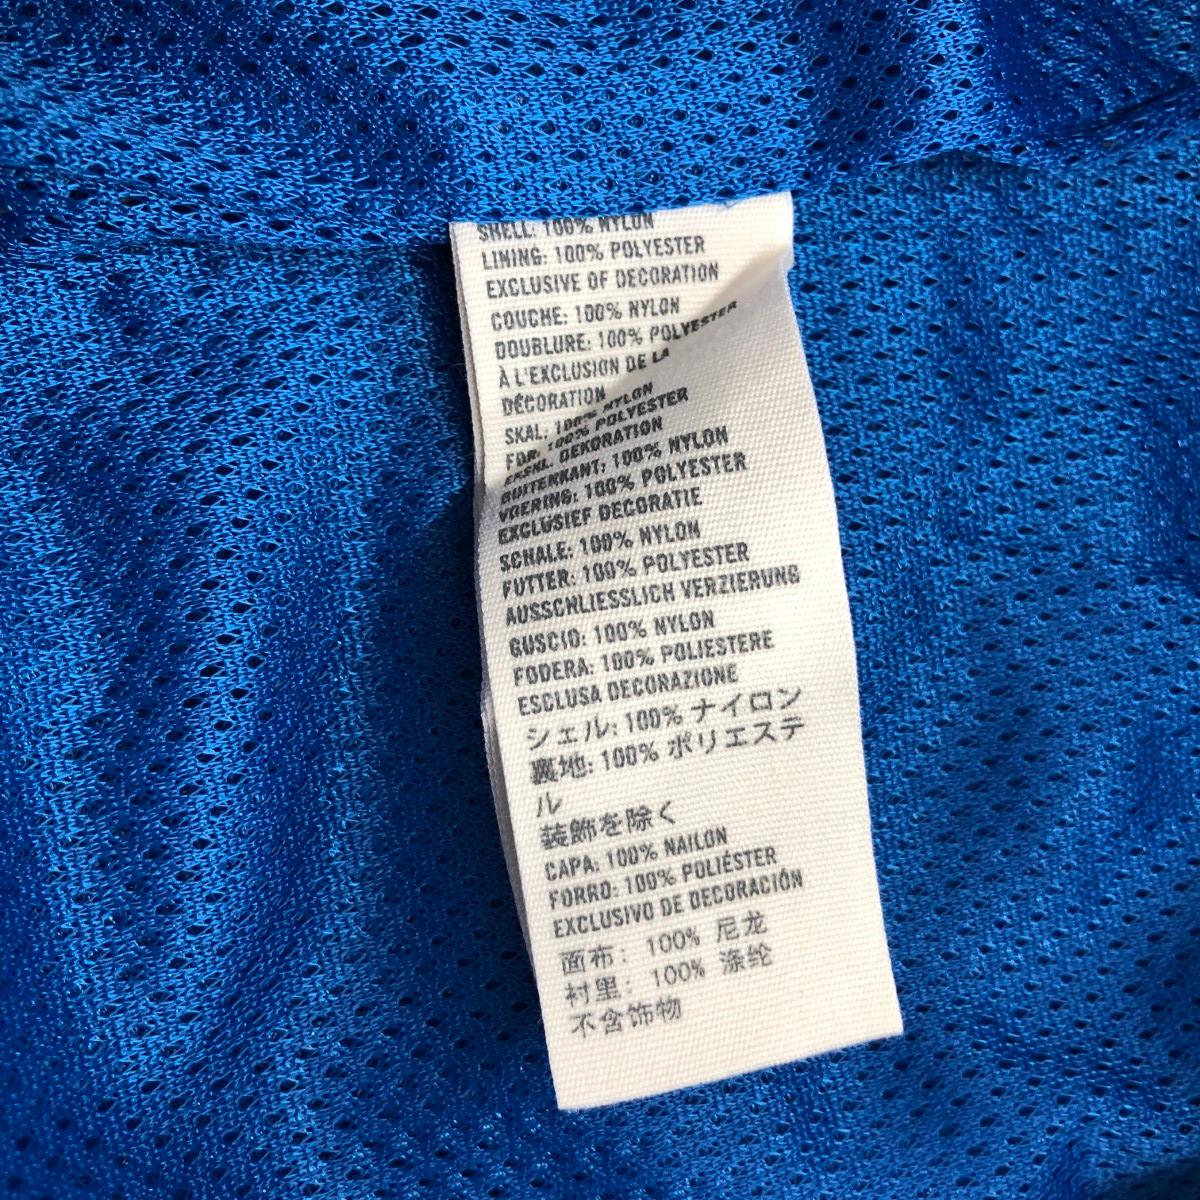 SHELL: 100% NYLON
LINING: 100% POLYESTER
EXCLUSIVE OF DECORATION
COUCHE: 100% NYLON
DOUBLURE: 100% POLYESTER
À L'EXCLUSION DE LA
DÉCORATION
SKAL. 100% NYLON
FOR: 100% POLYESTER
EKSKL. DEKORATION
BUITENKANT: 100% NYLON
VOERING: 100% POLYESTER
EXCLUSIEF DECORATIE
SCHALE: 100% NYLON
FUTTER: 100% POLYESTER
AUSSCHLIESSLICH VERZIERUNG
GUSCIO: 100% NYLON
FODERA: 100% POLIESTERE
ESCLUSA DECORAZIONE
シェル: 100% ナイロン
裏地: 100% ポリエステ
ル
装飾を除く
CAPA: 100% NAILON
FORRO: 100% POLIÉSTER
EXCLUSIVO DE DECORACIÓN
面布: 100% 尼龙
衬里: 100% 涤纶
不含饰物